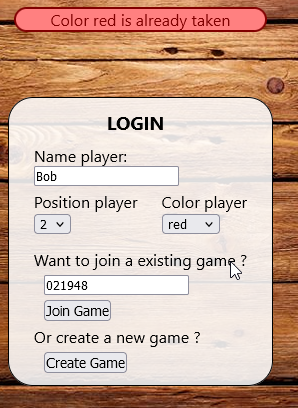 Color red is already taken
LOGIN
Name player:
Bob
Position player Color player
2 red
Want to join a existing game ?
021948
Join Game
Or create a new game ?
Create Game